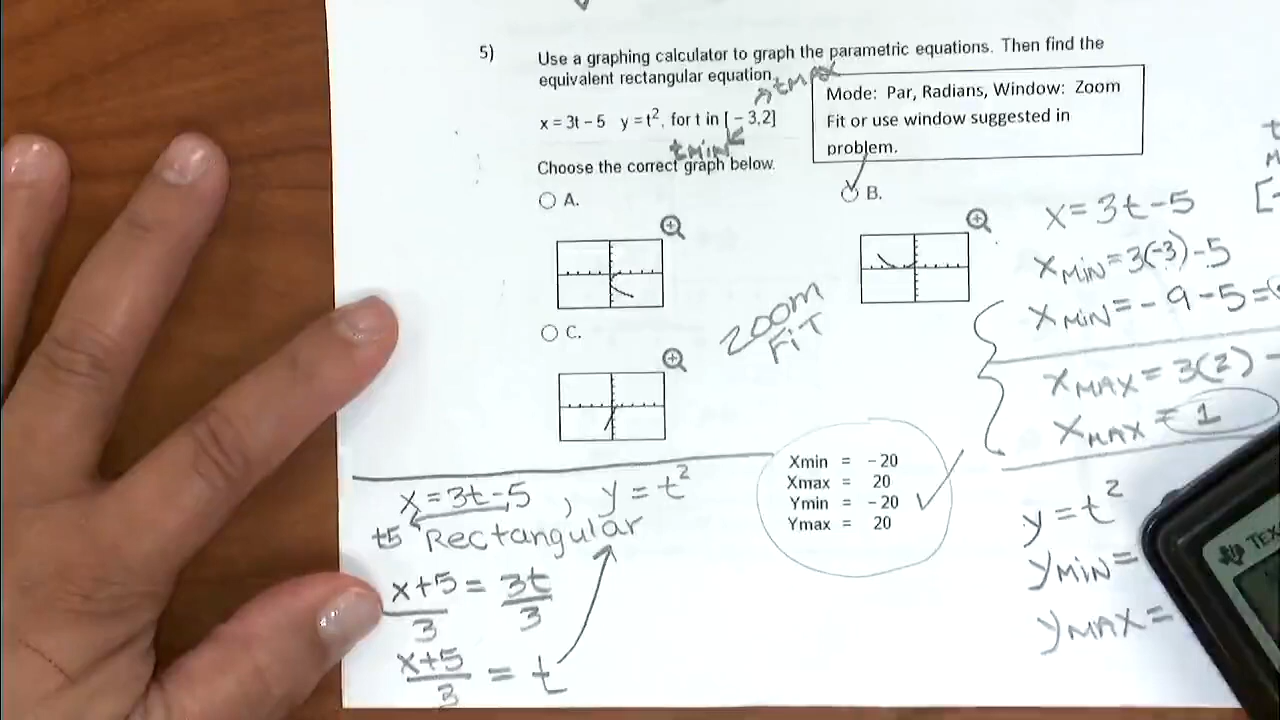 5)
Use a graphing calculator to graph the parametric equations. Then find the
equivalent rectangular equation.
tmax
x = 3t – 5 y = t², for t in [ – 3,2]
tmin
Mode: Par, Radians, Window: Zoom
Fit or use window suggested in
problem.
Choose the correct graph below.
A.
B.
C.
ZOOM
FiT
Xmin = -20
Xmax = 20
Ymin = -20
Ymax = 20
x = 3t-5 , y = t²
+5 Rectangular
x+5 = 3t
3 3
x+5 = t
3
x = 3t - 5
xMiN = 3(-3) - 5
xMiN = - 9 - 5 =
xMAX = 3(2) -
xMAX = 1
y = t²
yMiN =
yMAX =
TEX